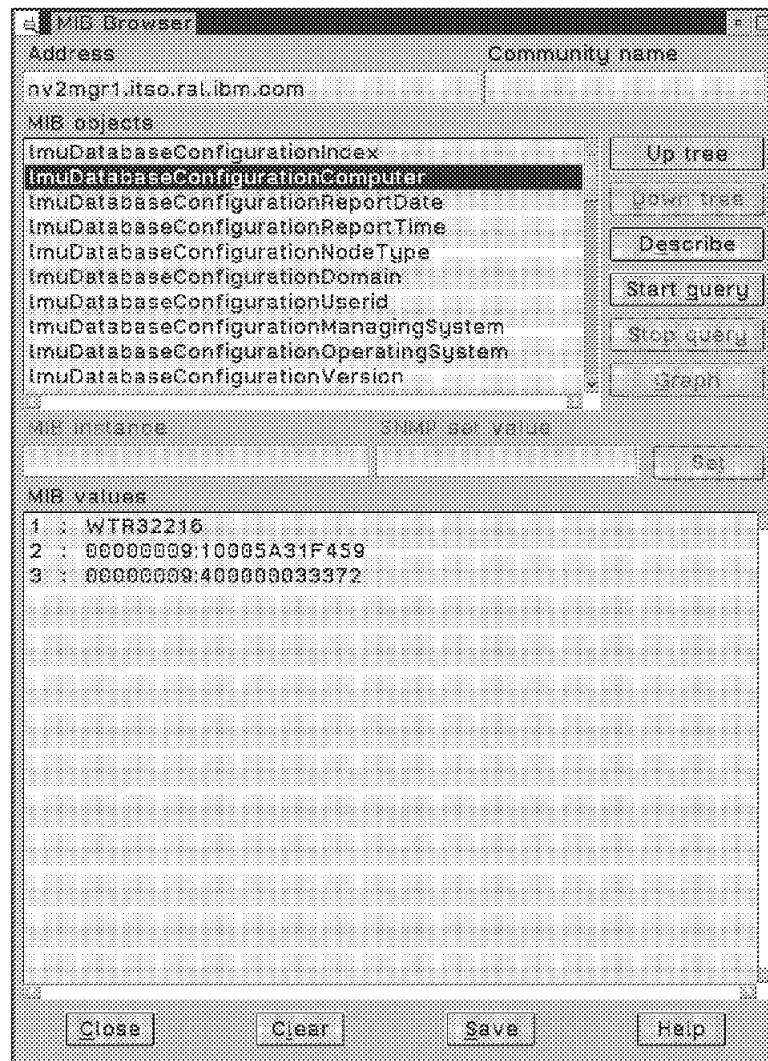 MIB Browser
Address Community name
nv2mgr1.itso.ral.ibm.com
MIB objects
lmuDatabaseConfigurationIndex
lmuDatabaseConfigurationComputer
lmuDatabaseConfigurationReportDate
lmuDatabaseConfigurationReportTime
lmuDatabaseConfigurationNodeType
lmuDatabaseConfigurationDomain
lmuDatabaseConfigurationUserid
lmuDatabaseConfigurationManagingSystem
lmuDatabaseConfigurationOperatingSystem
lmuDatabaseConfigurationVersion
Up tree
Down tree
Describe
Start query
Stop query
Graph
MIB instance SNMP set value
Set
MIB values
1 : WTR32216
2 : 00000009:10005A31F459
3 : 00000009:400000033372
Close Clear Save Help